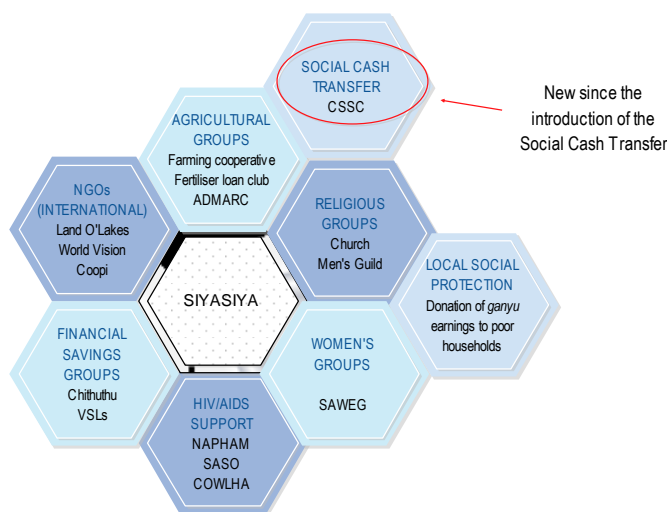 SOCIAL CASH
TRANSFER
CSSC
New since the
introduction of the
Social Cash Transfer
AGRICULTURAL
GROUPS
Farming cooperative
Fertiliser loan club
ADMARC
NGOs
(INTERNATIONAL)
Land O'Lakes
World Vision
Coopi
RELIGIOUS
GROUPS
Church
Men's Guild
LOCAL SOCIAL
PROTECTION
Donation of ganyu
earnings to poor
households
SIYASIYA
FINANCIAL
SAVINGS
GROUPS
Chithuthu
VSLs
WOMEN'S
GROUPS
SAWEG
HIV/AIDS
SUPPORT
NAPHAM
SASO
COWLHA